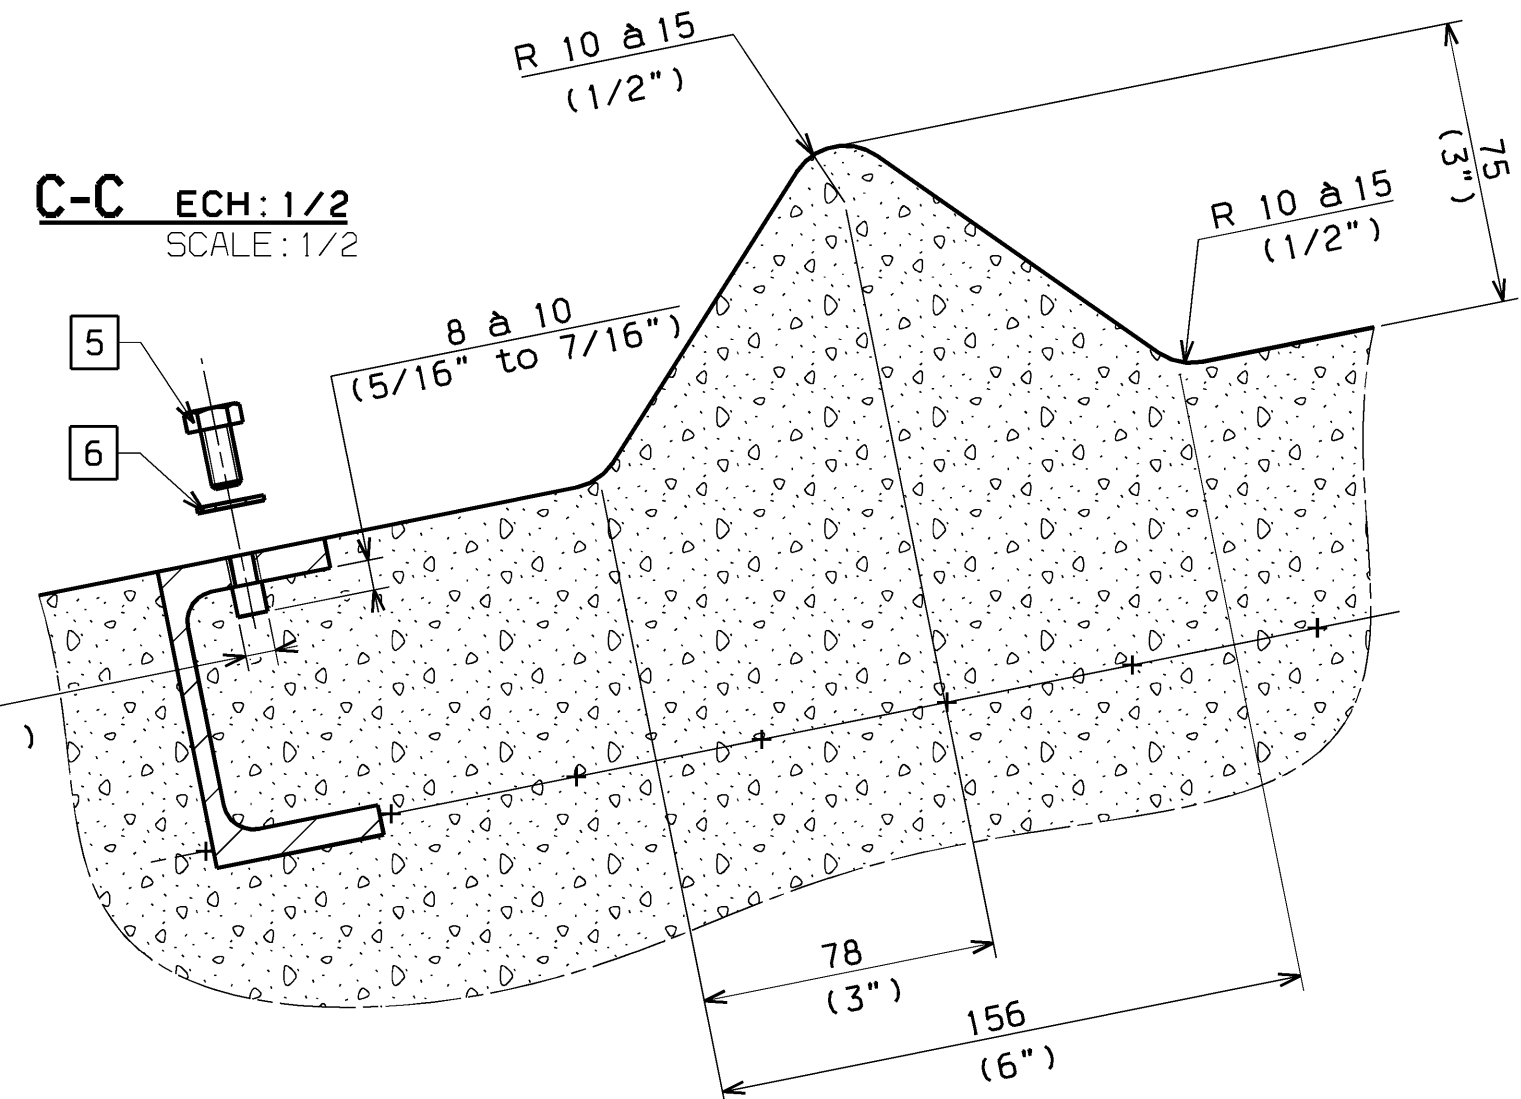 R 10 à 15
(1/2")
75
(3")
C-C ECH: 1/2
SCALE: 1/2
R 10 à 15
(1/2")
8 à 10
(5/16" to 7/16")
5
6
)
78
(3")
156
(6")